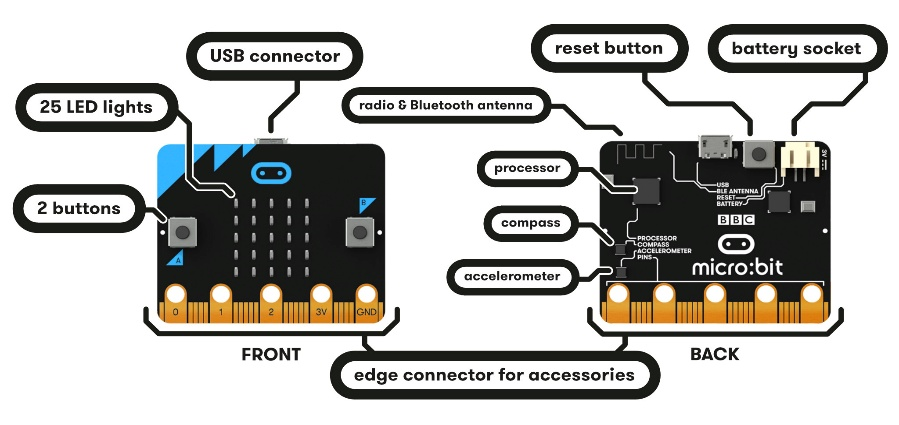 USB connector
25 LED lights
2 buttons
A
B
0 1 2 3V GND
FRONT
radio & Bluetooth antenna
reset button
battery socket
processor
compass
accelerometer
USB
BLE ANTENNA
RESET
BATTERY
3V
BBC
PROCESSOR
COMPASS
ACCELEROMETER
PINS
micro:bit
BACK
edge connector for accessories